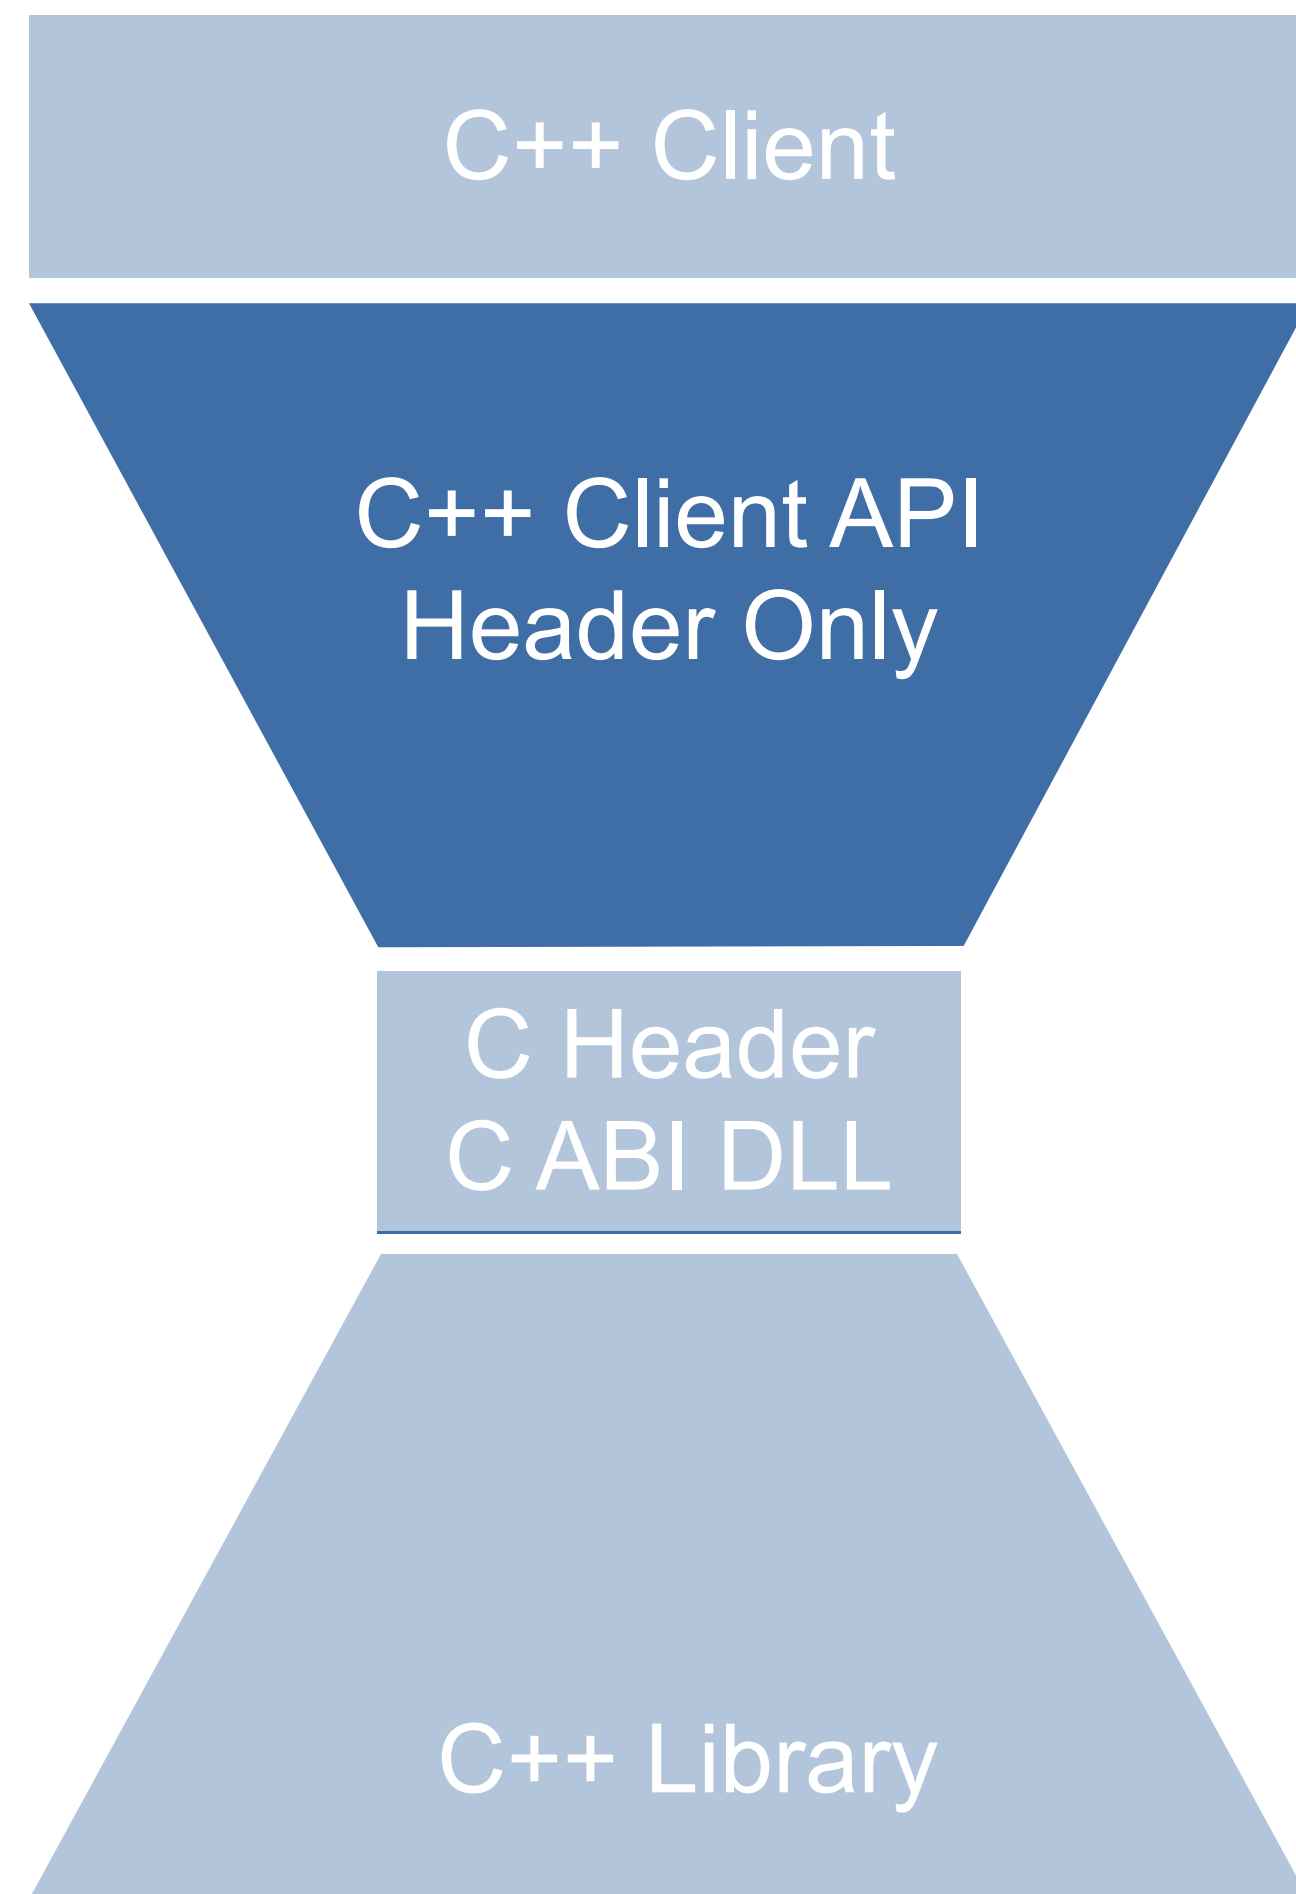 C++ Client
C++ Client API
Header Only
C Header
C ABI DLL
C++ Library